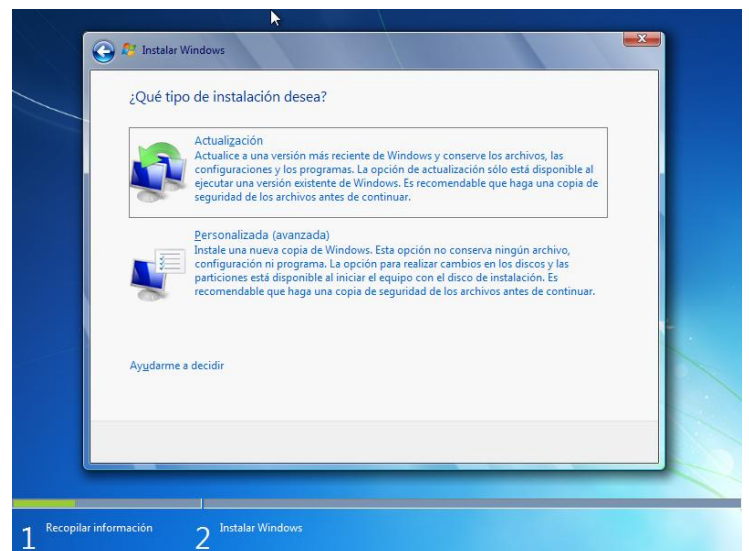 Instalar Windows
¿Qué tipo de instalación desea?
Actualización
Actualice a una versión más reciente de Windows y conserve los archivos, las
configuraciones y los programas. La opción de actualización sólo está disponible al
ejecutar una versión existente de Windows. Es recomendable que haga una copia de
seguridad de los archivos antes de continuar.
Personalizada (avanzada)
Instale una nueva copia de Windows. Esta opción no conserva ningún archivo,
configuración ni programa. La opción para realizar cambios en los discos y las
particiones está disponible al iniciar el equipo con el disco de instalación. Es
recomendable que haga una copia de seguridad de los archivos antes de continuar.
Ayudarme a decidir
1 Recopilar información
2 Instalar Windows